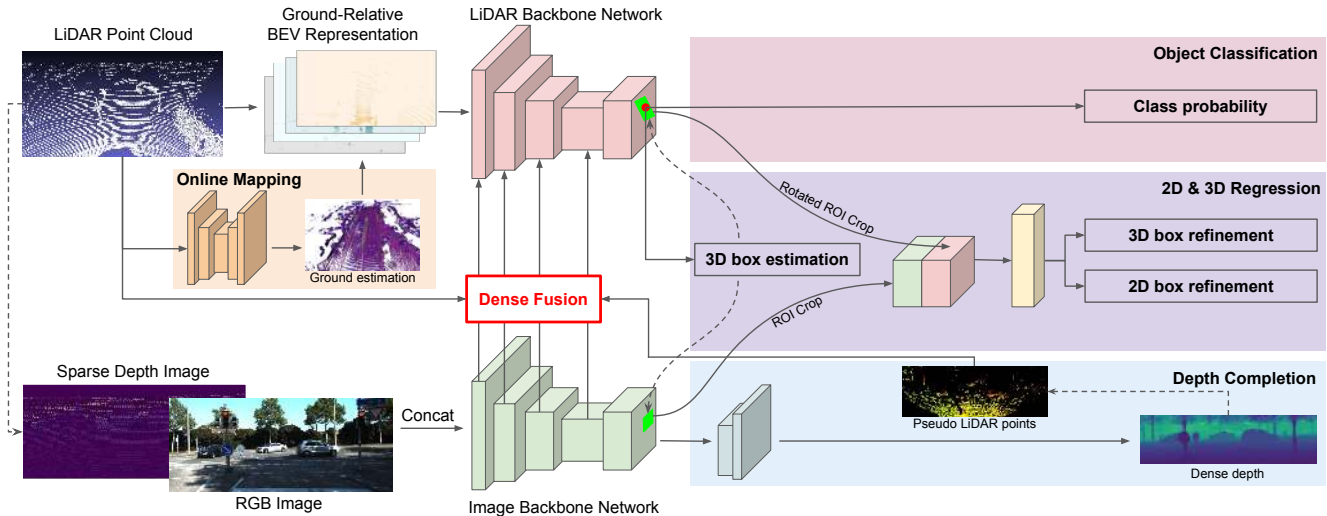 LiDAR Point Cloud
Ground-Relative
BEV Representation
LiDAR Backbone Network
Object Classification
Class probability
Online Mapping
Ground estimation
Rotated ROI Crop
2D & 3D Regression
3D box estimation
3D box refinement
2D box refinement
Dense Fusion
ROI Crop
Sparse Depth Image
Concat
Depth Completion
Pseudo LiDAR points
Dense depth
RGB Image
Image Backbone Network